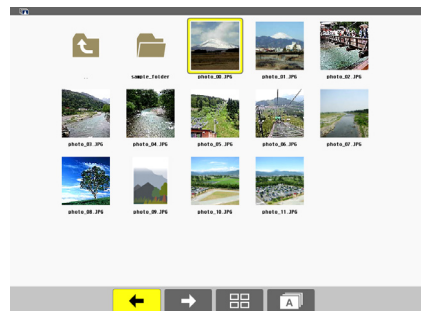 ..
sample_folder
photo_00.JPG
photo_01.JPG
photo_02.JPG
photo_03.JPG
photo_04.JPG
photo_05.JPG
photo_06.JPG
photo_07.JPG
photo_08.JPG
photo_09.JPG
photo_10.JPG
photo_11.JPG
A